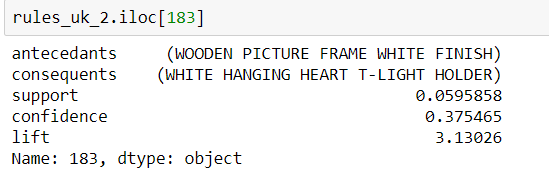 rules_uk_2.iloc[183]
antecedants (WOODEN PICTURE FRAME WHITE FINISH)
consequents (WHITE HANGING HEART T-LIGHT HOLDER)
support 0.0595858
confidence 0.375465
lift 3.13026
Name: 183, dtype: object